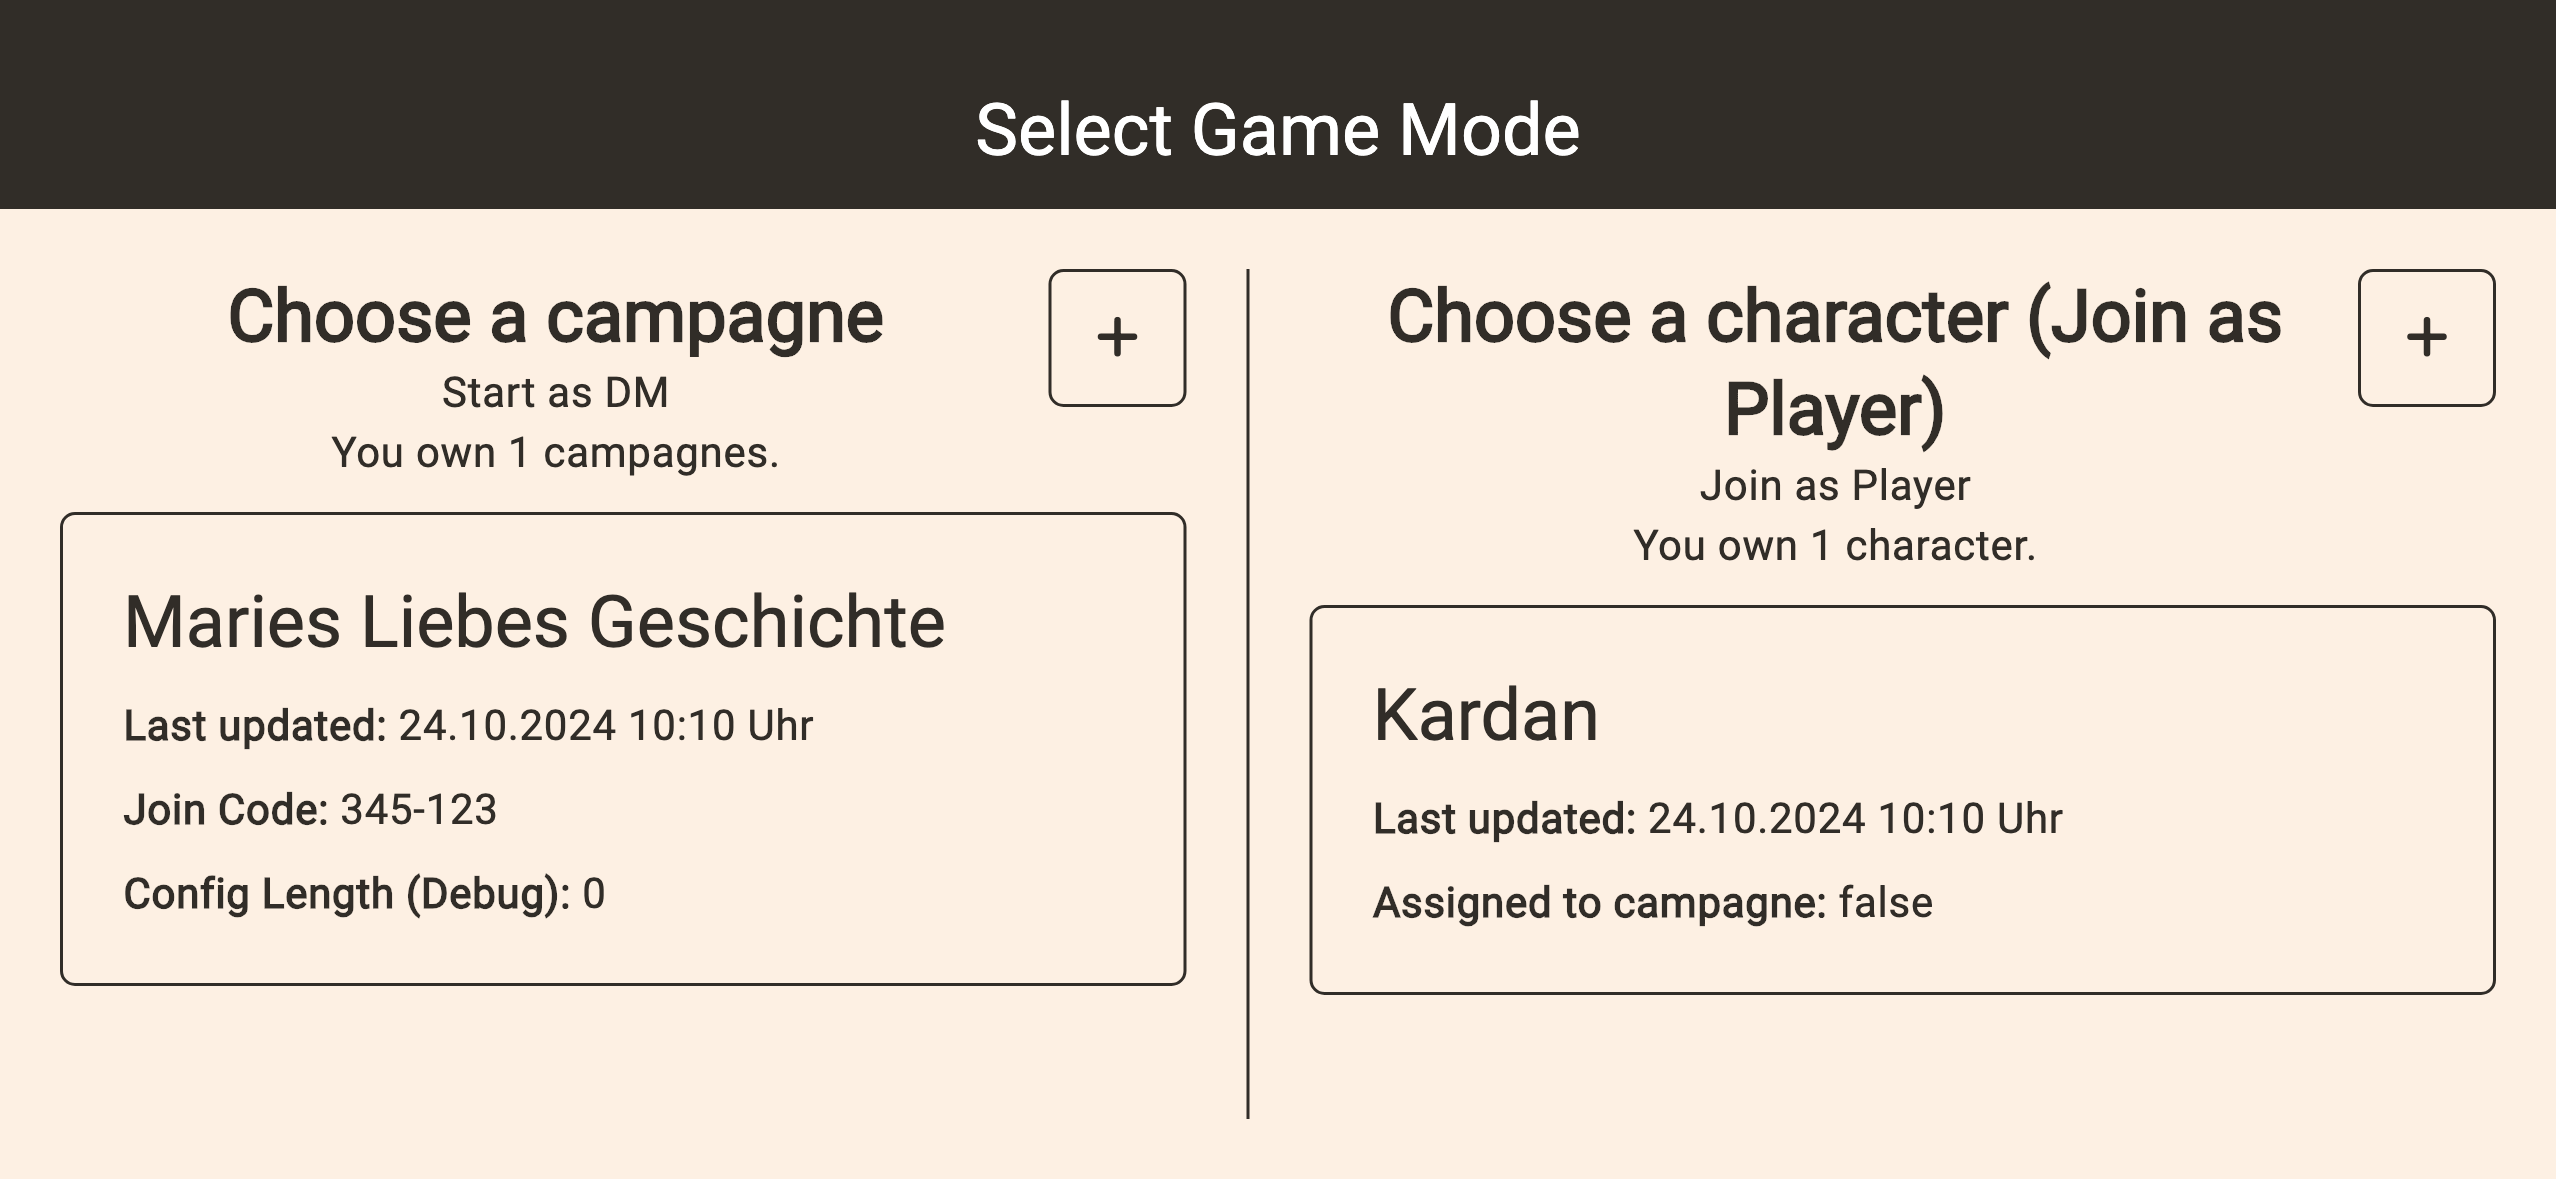 Select Game Mode
Choose a campagne
Start as DM
You own 1 campagnes.
+
Maries Liebes Geschichte
Last updated: 24.10.2024 10:10 Uhr
Join Code: 345-123
Config Length (Debug): 0
Choose a character (Join as
Player)
Join as Player
You own 1 character.
+
Kardan
Last updated: 24.10.2024 10:10 Uhr
Assigned to campagne: false